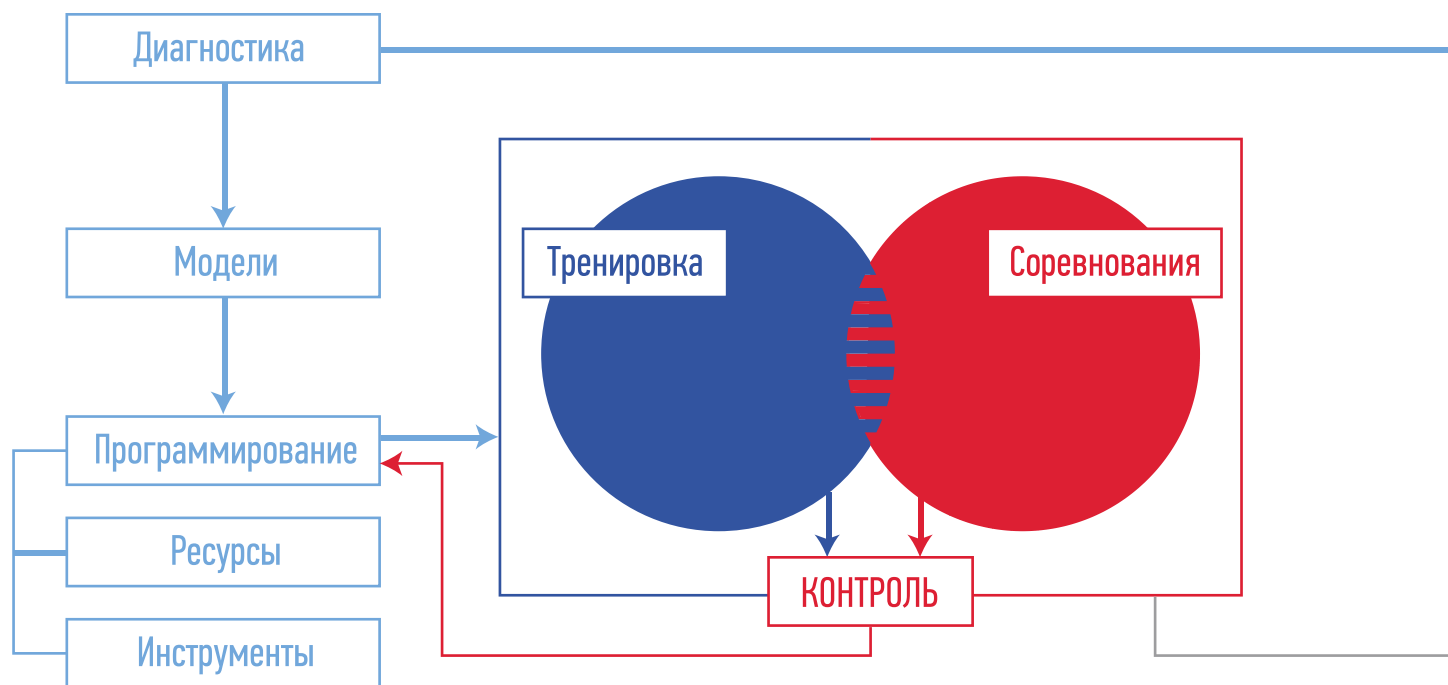 Диагностика
Модели
Тренировка
Соревнования
Программирование
Ресурсы
КОНТРОЛЬ
Инструменты